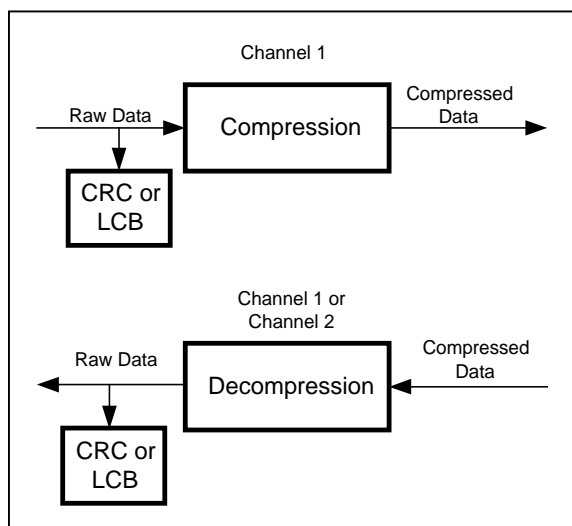 Channel 1
Raw Data
Compression
Compressed
Data
CRC or
LCB
Channel 1 or
Channel 2
Raw Data
Decompression
Compressed
Data
CRC or
LCB